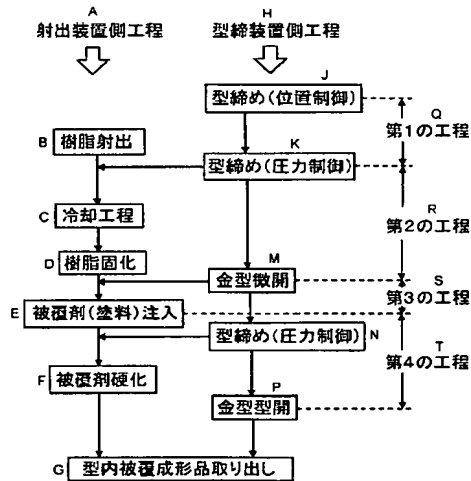 A
射出装置側工程
H
型締装置側工程
J
型締め(位置制御)
Q
第1の工程
B 樹脂射出
K
型締め(圧力制御)
C 冷却工程
R
第2の工程
D 樹脂固化
M
金型微開
S
第3の工程
E 被覆剤(塗料)注入
型締め(圧力制御) N
T
第4の工程
F 被覆剤硬化
P
金型型開
G 型内被覆成形品取り出し